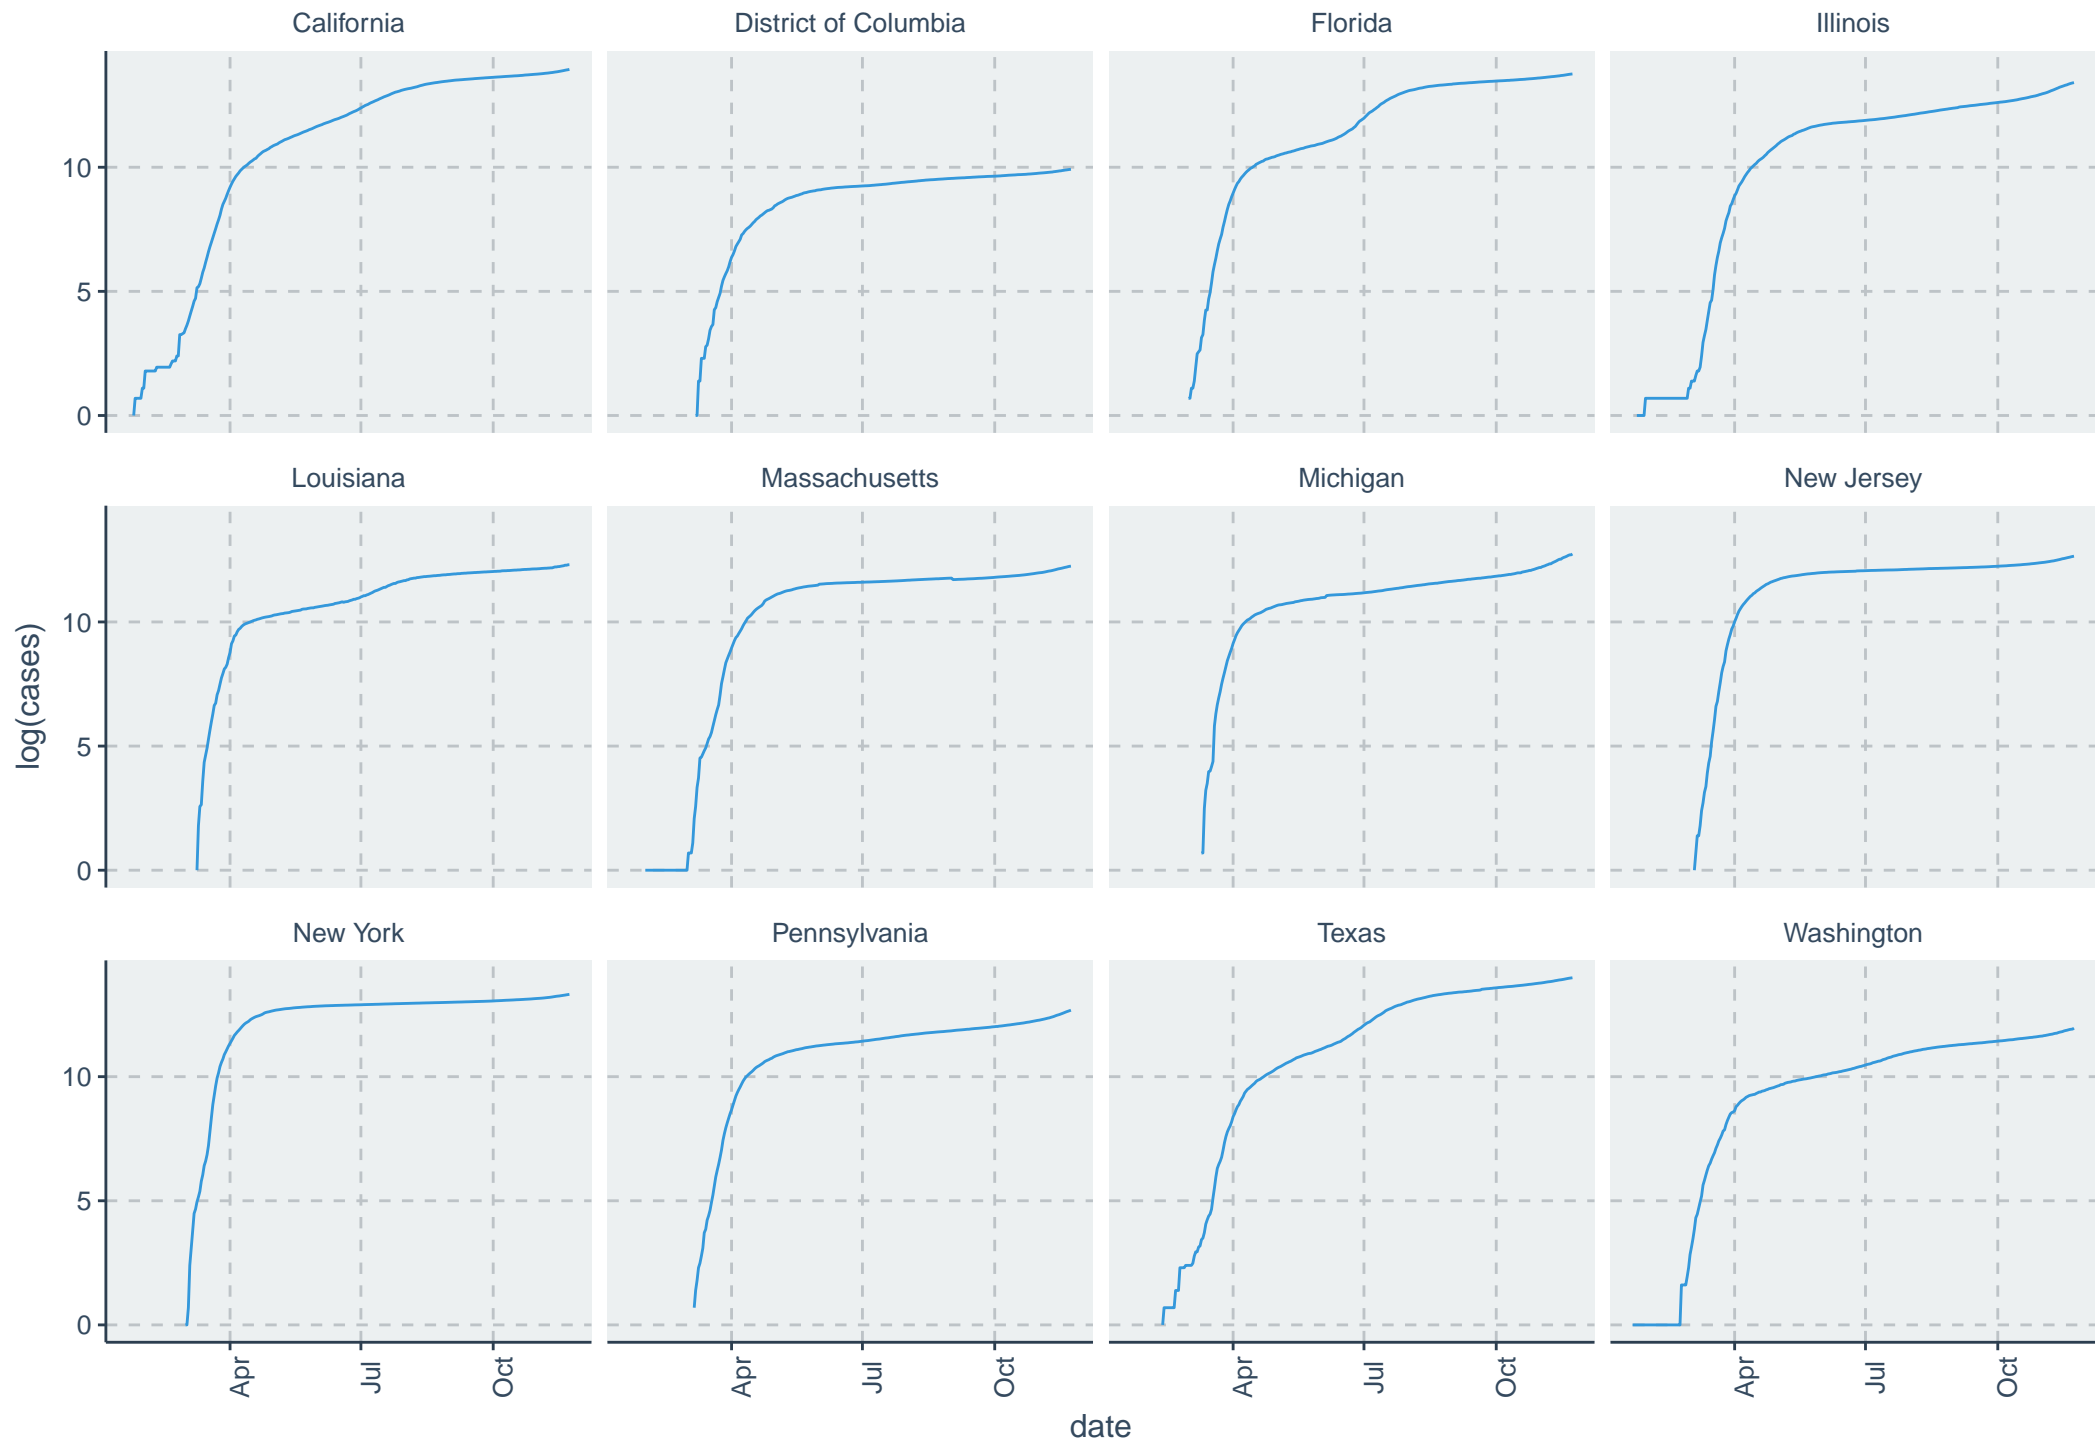 California District of Columbia Florida Illinois
10
5
0
Louisiana Massachusetts Michigan New Jersey
log(cases)
10
5
0
New York Pennsylvania Texas Washington
10
5
0
Apr Jul Oct Apr Jul Oct Apr Jul Oct Apr Jul Oct
date